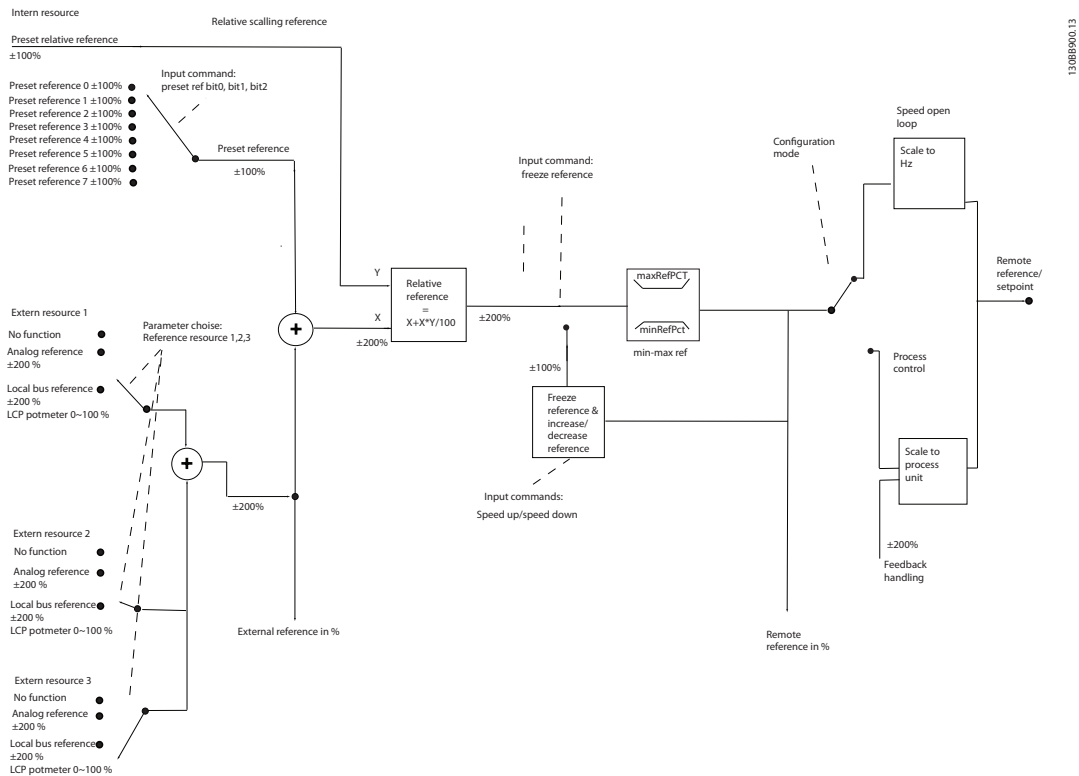 Intern resource
Relative scalling reference
130BB900.13
Preset relative reference
±100%
Input command:
preset ref bit0, bit1, bit2
Preset reference 0 ±100%
Preset reference 1 ±100%
Preset reference 2 ±100%
Preset reference 3 ±100%
Preset reference 4 ±100%
Preset reference 5 ±100%
Preset reference 6 ±100%
Preset reference 7 ±100%
Preset reference
±100%
Input command:
freeze reference
Configuration
mode
Speed open
loop
Scale to
Hz
Y
X
±200%
Relative
reference
=
X+X*Y/100
±200%
maxRefPCT
minRefPct
min-max ref
Remote
reference/
setpoint
Extern resource 1
No function
Analog reference
±200 %
Local bus reference
±200 %
LCP potmeter 0~100 %
Parameter choise:
Reference resource 1,2,3
+
+
±200%
±100%
Freeze
reference &
increase/
decrease
reference
Input commands:
Speed up/speed down
Process
control
Scale to
process
unit
±200%
Feedback
handling
Extern resource 2
No function
Analog reference
±200 %
Local bus reference
±200 %
LCP potmeter 0~100 %
External reference in %
Remote
reference in %
Extern resource 3
No function
Analog reference
±200 %
Local bus reference
±200 %
LCP potmeter 0~100 %